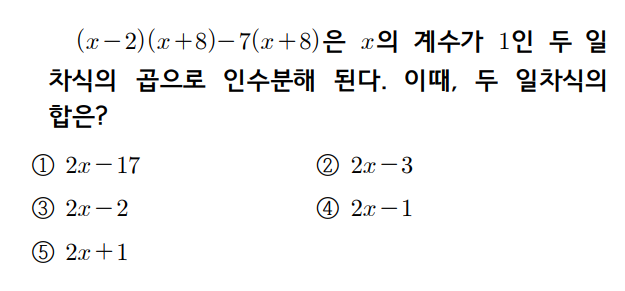 (x−2)(x+8)−7(x+8)은 x의 계수가 1인 두 일
차식의 곱으로 인수분해 된다. 이때, 두 일차식의
합은?
① 2x−17 ② 2x−3
③ 2x−2 ④ 2x−1
⑤ 2x+1